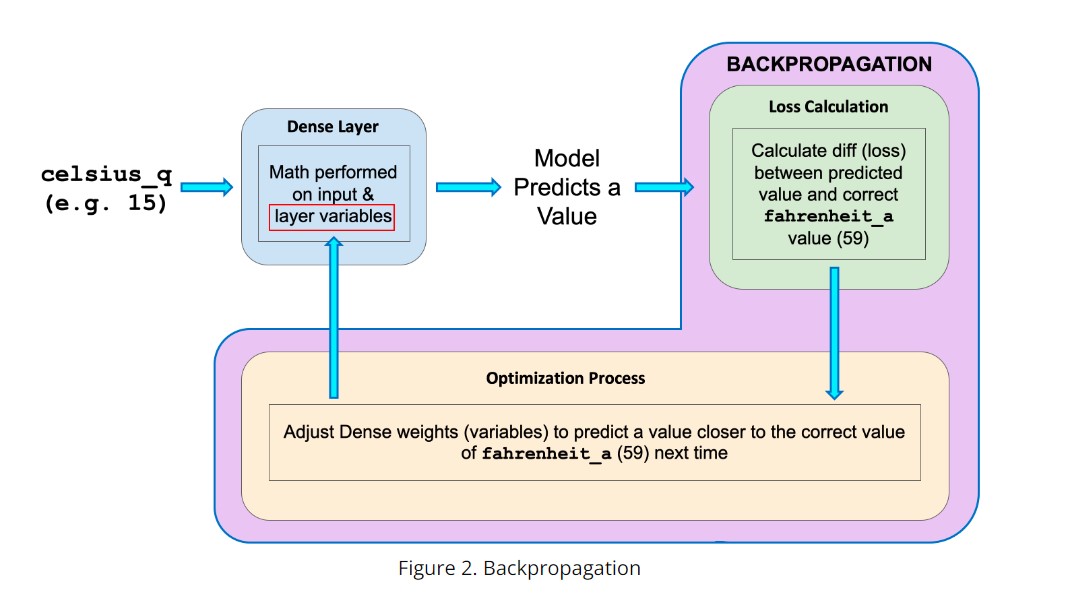 BACKPROPAGATION
Loss Calculation
Calculate diff (loss)
between predicted
value and correct
fahrenheit_a
value (59)
Dense Layer
Math performed
on input &
layer variables
celsius_q
(e.g. 15)
Model
Predicts a
Value
Optimization Process
Adjust Dense weights (variables) to predict a value closer to the correct value
of fahrenheit_a (59) next time
Figure 2. Backpropagation